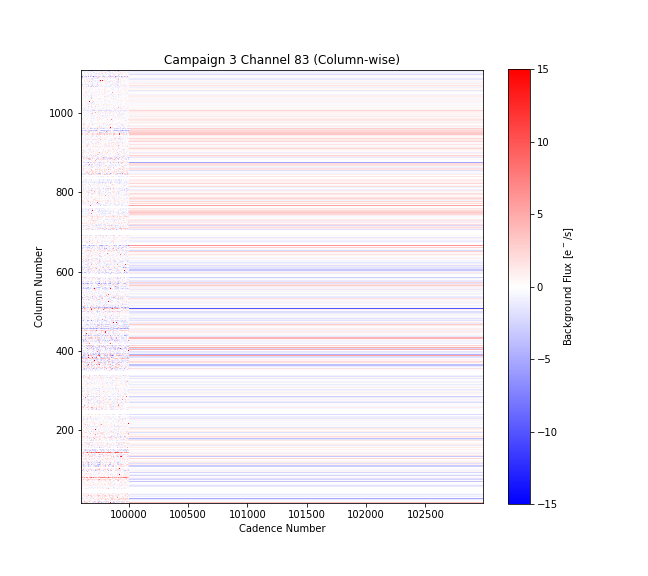 Campaign 3 Channel 83 (Column-wise)
Column Number
1000
800
600
400
200
100000 100500 101000 101500 102000 102500
Cadence Number
15
10
5
0
−5
−10
−15
Background Flux [e⁻/s]